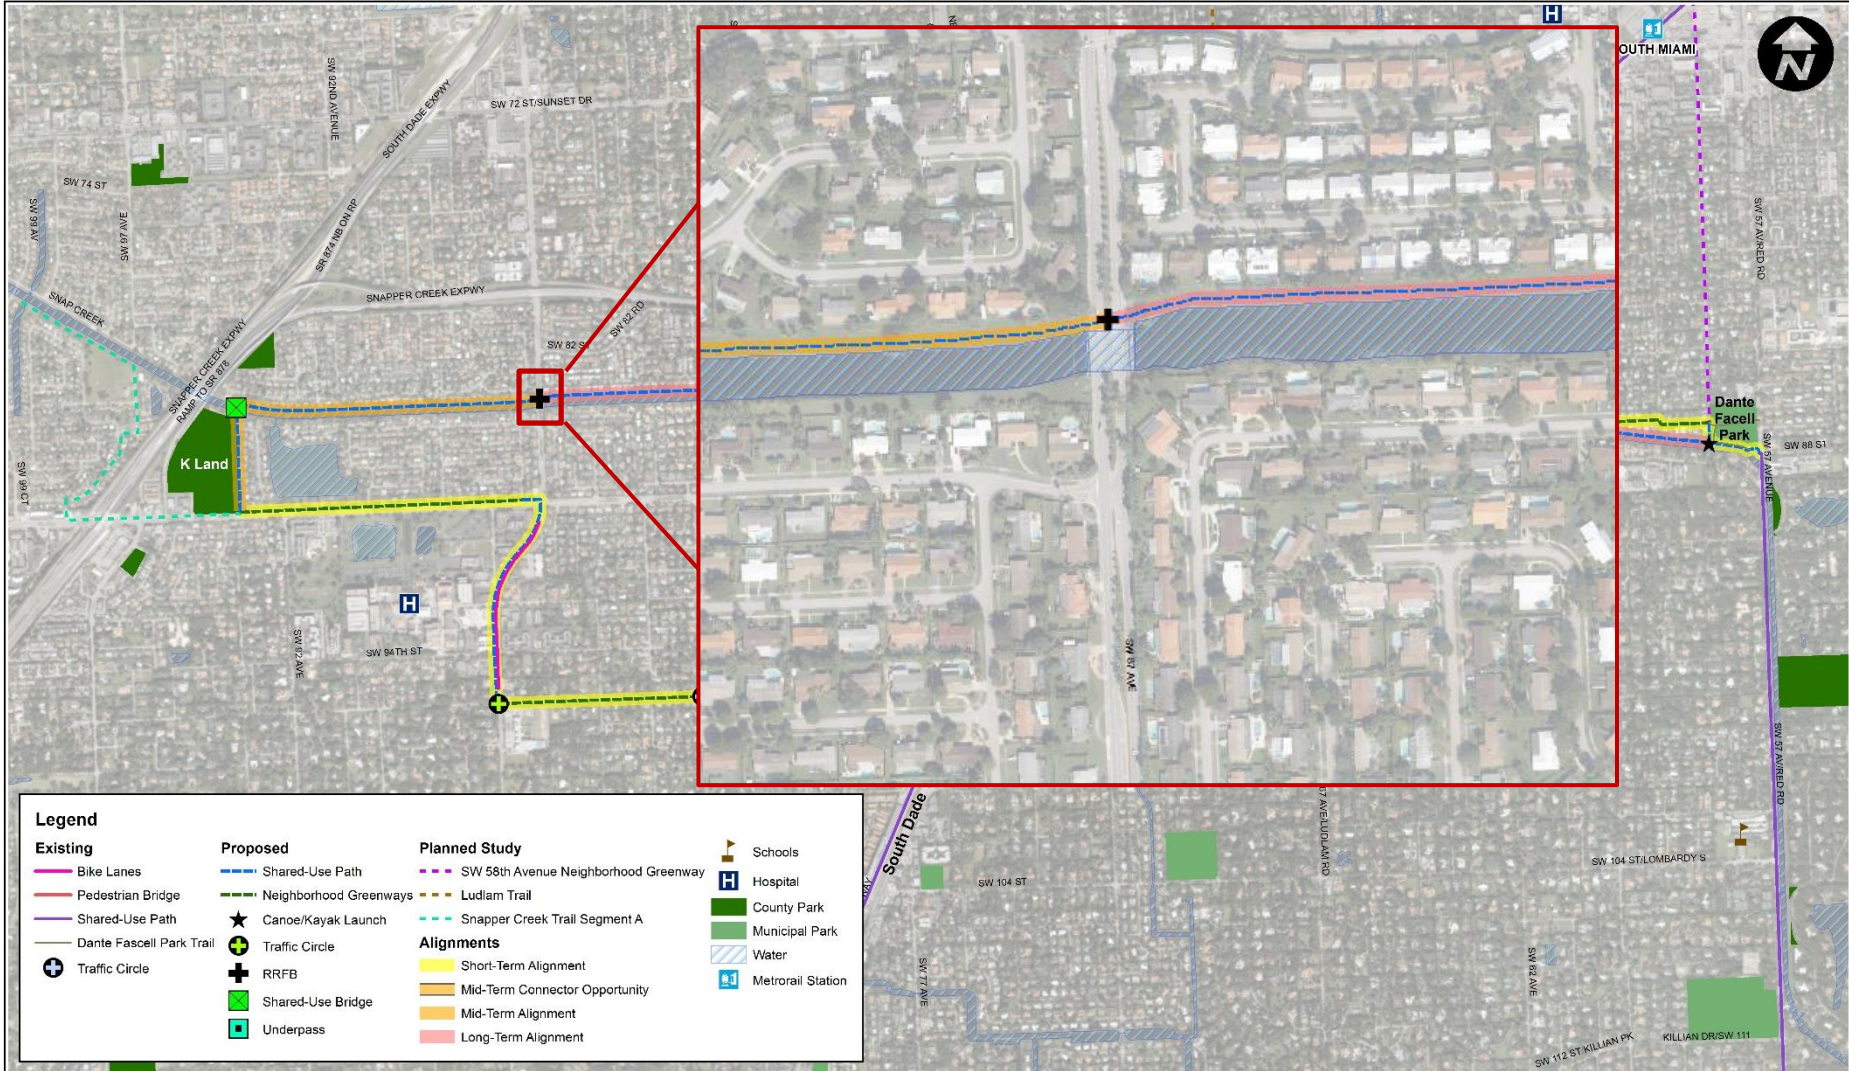 SW 92ND AVENUE
SOUTH DADE EXPWY
SW 72 ST/SUNSET DR
SW 74 ST
SW 99 AV
SW 97 AVE
SR 874 NB ON RP
SNAP CREEK
SNAPPER CREEK EXPWY
SNAPPER CREEK EXPWY
RAMP TO SR 878
SW 82 RD
SW 82 ST
K Land
SW 99 CT
H
SW 92 AVE
SW 94TH ST
SW 87 AVE
H
OUTH MIAMI
N
SW 57 AV/RED RD
Dante
Facell
Park
SW 88 ST
SW 57 AVENUE
SW 57 AV/RED RD
South Dade
WAY
SW 104 ST
SW 77 AVE
67 AVE/LUDLAM RD
SW 104 ST/LOMBARDY S
SW 62 AVE
SW 112 ST KILLIAN PK
KILLIAN DR/SW 111
Legend
Existing
Bike Lanes
Pedestrian Bridge
Shared-Use Path
Dante Fascell Park Trail
Traffic Circle
Proposed
Shared-Use Path
Neighborhood Greenways
Canoe/Kayak Launch
Traffic Circle
RRFB
Shared-Use Bridge
Underpass
Planned Study
SW 58th Avenue Neighborhood Greenway
Ludlam Trail
Snapper Creek Trail Segment A
Alignments
Short-Term Alignment
Mid-Term Connector Opportunity
Mid-Term Alignment
Long-Term Alignment
Schools
H Hospital
County Park
Municipal Park
Water
Metrorail Station